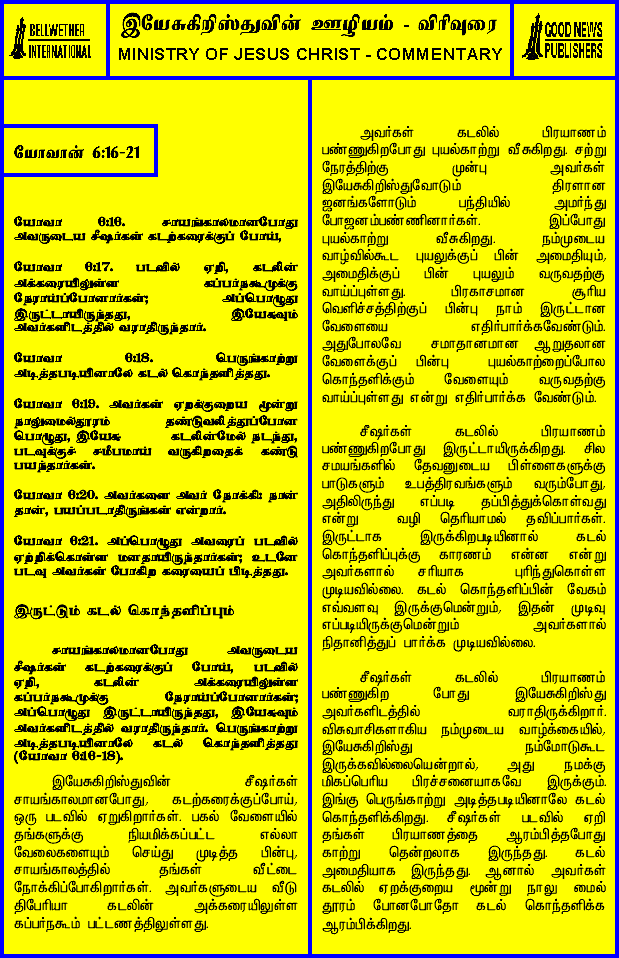 BELLWETHER
INTERNATIONAL
இயேசுகிறிஸ்துவின் ஊழியம் - விரிவுரை
MINISTRY OF JESUS CHRIST - COMMENTARY
GOOD NEWS
PUBLISHERS
யோவான் 6:16-21
யோவா 6:16. சாயங்காலமானபோது
அவருடைய சீஷர்கள் கடற்கரைக்குப் போய்,
யோவா 6:17. படவில் ஏறி, கடலின்
அக்கரையிலுள்ள கப்பர்நகூமுக்கு
நேராய்ப்போனார்கள்; அப்பொழுது
இருட்டாயிருந்தது, இயேசுவும்
அவர்களிடத்தில் வராதிருந்தார்.
யோவா 6:18. பெருங்காற்று
அடித்தபடியினாலே கடல் கொந்தளித்தது.
யோவா 6:19. அவர்கள் ஏறக்குறைய மூன்று
நாலுமைல்தூரம் தண்டுவலித்துப்போன
பொழுது, இயேசு கடலின்மேல் நடந்து,
படவுக்குச் சமீபமாய் வருகிறதைக் கண்டு
பயந்தார்கள்.
யோவா 6:20. அவர்களை அவர் நோக்கி: நான்
தான், பயப்படாதிருங்கள் என்றார்.
யோவா 6:21. அப்பொழுது அவரைப் படவில்
ஏற்றிக்கொள்ள மனதாயிருந்தார்கள்; உடனே
படவு அவர்கள் போகிற கரையைப் பிடித்தது.
இருட்டும் கடல் கொந்தளிப்பும்
சாயங்காலமானபோது அவருடைய
சீஷர்கள் கடற்கரைக்குப் போய், படவில்
ஏறி, கடலின் அக்கரையிலுள்ள
கப்பர்நகூமுக்கு நேராய்ப்போனார்கள்;
அப்பொழுது இருட்டாயிருந்தது, இயேசுவும்
அவர்களிடத்தில் வராதிருந்தார். பெருங்காற்று
அடித்தபடியினாலே கடல் கொந்தளித்தது
(யோவா 6:16-18).
இயேசுகிறிஸ்துவின் சீஷர்கள்
சாயங்காலமானபோது, கடற்கரைக்குப்போய்,
ஒரு படவில் ஏறுகிறார்கள். பகல் வேளையில்
தங்களுக்கு நியமிக்கப்பட்ட எல்லா
வேலைகளையும் செய்து முடித்த பின்பு,
சாயங்காலத்தில் தங்கள் வீட்டை
நோக்கிப்போகிறார்கள். அவர்களுடைய வீடு
திபேரியா கடலின் அக்கரையிலுள்ள
கப்பர்நகூம் பட்டணத்திலுள்ளது.
அவர்கள் கடலில் பிரயாணம்
பண்ணுகிறபோது புயல்காற்று வீசுகிறது. சற்று
நேரத்திற்கு முன்பு அவர்கள்
இயேசுகிறிஸ்துவோடும் திரளான
ஜனங்களோடும் பந்தியில் அமர்ந்து
போஜனம்பண்ணினார்கள். இப்போது
புயல்காற்று வீசுகிறது. நம்முடைய
வாழ்வில்கூட புயலுக்குப் பின் அமைதியும்,
அமைதிக்குப் பின் புயலும் வருவதற்கு
வாய்ப்புள்ளது. பிரகாசமான சூரிய
வெளிச்சத்திற்குப் பின்பு நாம் இருட்டான
வேளையை எதிர்பார்க்கவேண்டும்.
அதுபோலவே சமாதானமான ஆறுதலான
வேளைக்குப் பின்பு புயல்காற்றைப்போல
கொந்தளிக்கும் வேளையும் வருவதற்கு
வாய்ப்புள்ளது என்று எதிர்பார்க்க வேண்டும்.
சீஷர்கள் கடலில் பிரயாணம்
பண்ணுகிறபோது இருட்டாயிருக்கிறது. சில
சமயங்களில் தேவனுடைய பிள்ளைகளுக்கு
பாடுகளும் உபத்திரவங்களும் வரும்போது,
அதிலிருந்து எப்படி தப்பித்துக்கொள்வது
என்று வழி தெரியாமல் தவிப்பார்கள்.
இருட்டாக இருக்கிறபடியினால் கடல்
கொந்தளிப்புக்கு காரணம் என்ன என்று
அவர்களால் சரியாக புரிந்துகொள்ள
முடியவில்லை. கடல் கொந்தளிப்பின் வேகம்
எவ்வளவு இருக்குமென்றும், இதன் முடிவு
எப்படியிருக்குமென்றும் அவர்களால்
நிதானித்துப் பார்க்க முடியவில்லை.
சீஷர்கள் கடலில் பிரயாணம்
பண்ணுகிற போது இயேசுகிறிஸ்து
அவர்களிடத்தில் வராதிருக்கிறார்.
விசுவாசிகளாகிய நம்முடைய வாழ்க்கையில்,
இயேசுகிறிஸ்து நம்மோடுகூட
இருக்கவில்லையென்றால், அது நமக்கு
மிகப்பெரிய பிரச்சனையாகவே இருக்கும்.
இங்கு பெருங்காற்று அடித்தபடியினாலே கடல்
கொந்தளிக்கிறது. சீஷர்கள் படவில் ஏறி
தங்கள் பிரயாணத்தை ஆரம்பித்தபோது
காற்று தென்றலாக இருந்தது. கடல்
அமைதியாக இருந்தது. ஆனால் அவர்கள்
கடலில் ஏறக்குறைய மூன்று நாலு மைல்
தூரம் போனபோதோ கடல் கொந்தளிக்க
ஆரம்பிக்கிறது.